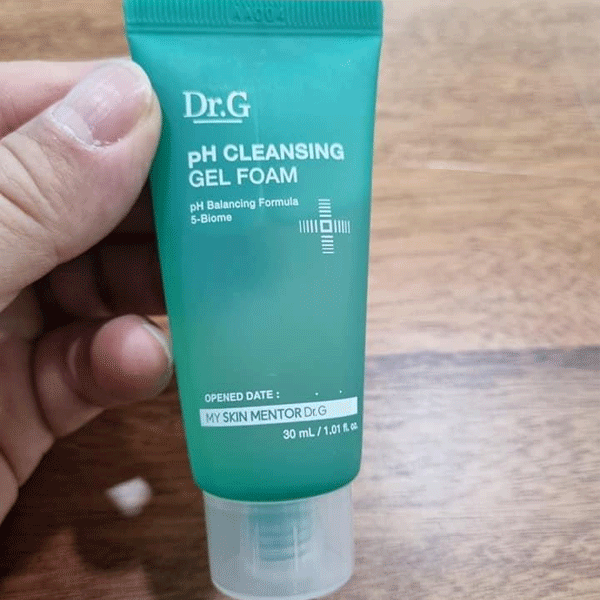 Dr.G
pH CLEANSING
GEL FOAM
pH Balancing Formula
5-Biome
OPENED DATE : . .
MY SKIN MENTOR Dr.G
30 mL / 1.01 fl. oz.